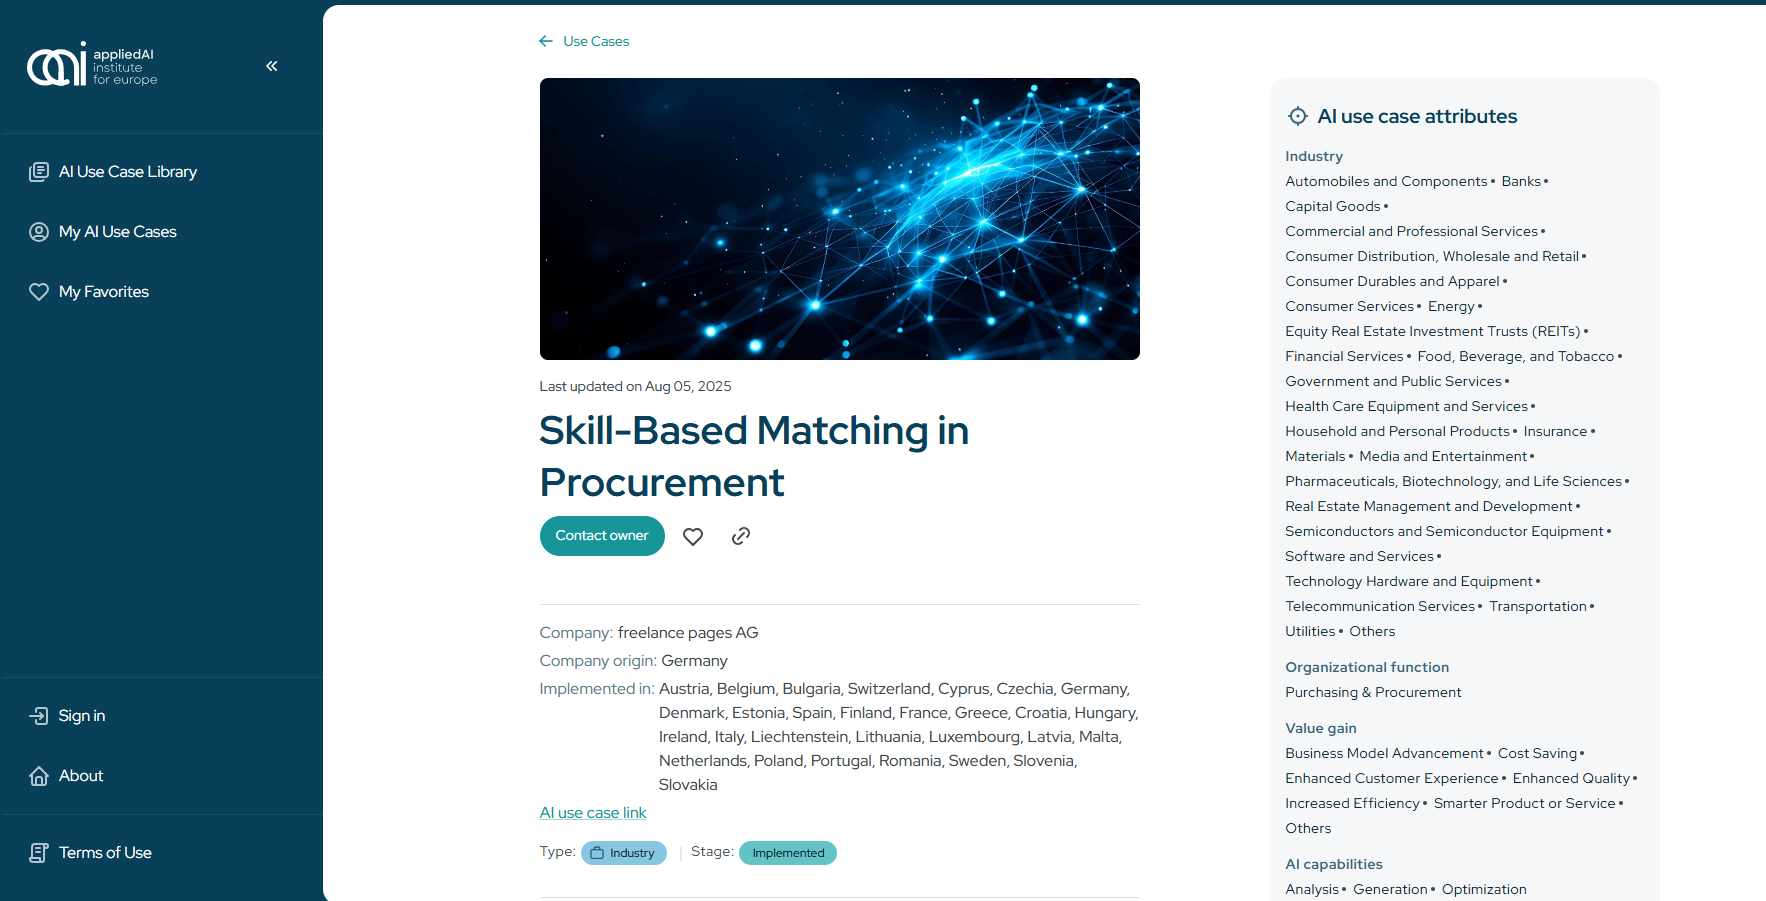 appliedAI
institute
for europe
AI Use Case Library
My AI Use Cases
My Favorites
Sign in
About
Terms of Use
Use Cases
Last updated on Aug 05, 2025
Skill-Based Matching in
Procurement
Contact owner
Company: freelance pages AG
Company origin: Germany
Implemented in: Austria, Belgium, Bulgaria, Switzerland, Cyprus, Czechia, Germany,
Denmark, Estonia, Spain, Finland, France, Greece, Croatia, Hungary,
Ireland, Italy, Liechtenstein, Lithuania, Luxembourg, Latvia, Malta,
Netherlands, Poland, Portugal, Romania, Sweden, Slovenia,
Slovakia
AI use case link
Type: Industry | Stage: Implemented
AI use case attributes
Industry
Automobiles and Components • Banks •
Capital Goods •
Commercial and Professional Services •
Consumer Distribution, Wholesale and Retail •
Consumer Durables and Apparel •
Consumer Services • Energy •
Equity Real Estate Investment Trusts (REITs) •
Financial Services • Food, Beverage, and Tobacco •
Government and Public Services •
Health Care Equipment and Services •
Household and Personal Products • Insurance •
Materials • Media and Entertainment •
Pharmaceuticals, Biotechnology, and Life Sciences •
Real Estate Management and Development •
Semiconductors and Semiconductor Equipment •
Software and Services •
Technology Hardware and Equipment •
Telecommunication Services • Transportation •
Utilities • Others
Organizational function
Purchasing & Procurement
Value gain
Business Model Advancement • Cost Saving •
Enhanced Customer Experience • Enhanced Quality •
Increased Efficiency • Smarter Product or Service •
Others
AI capabilities
Analysis • Generation • Optimization